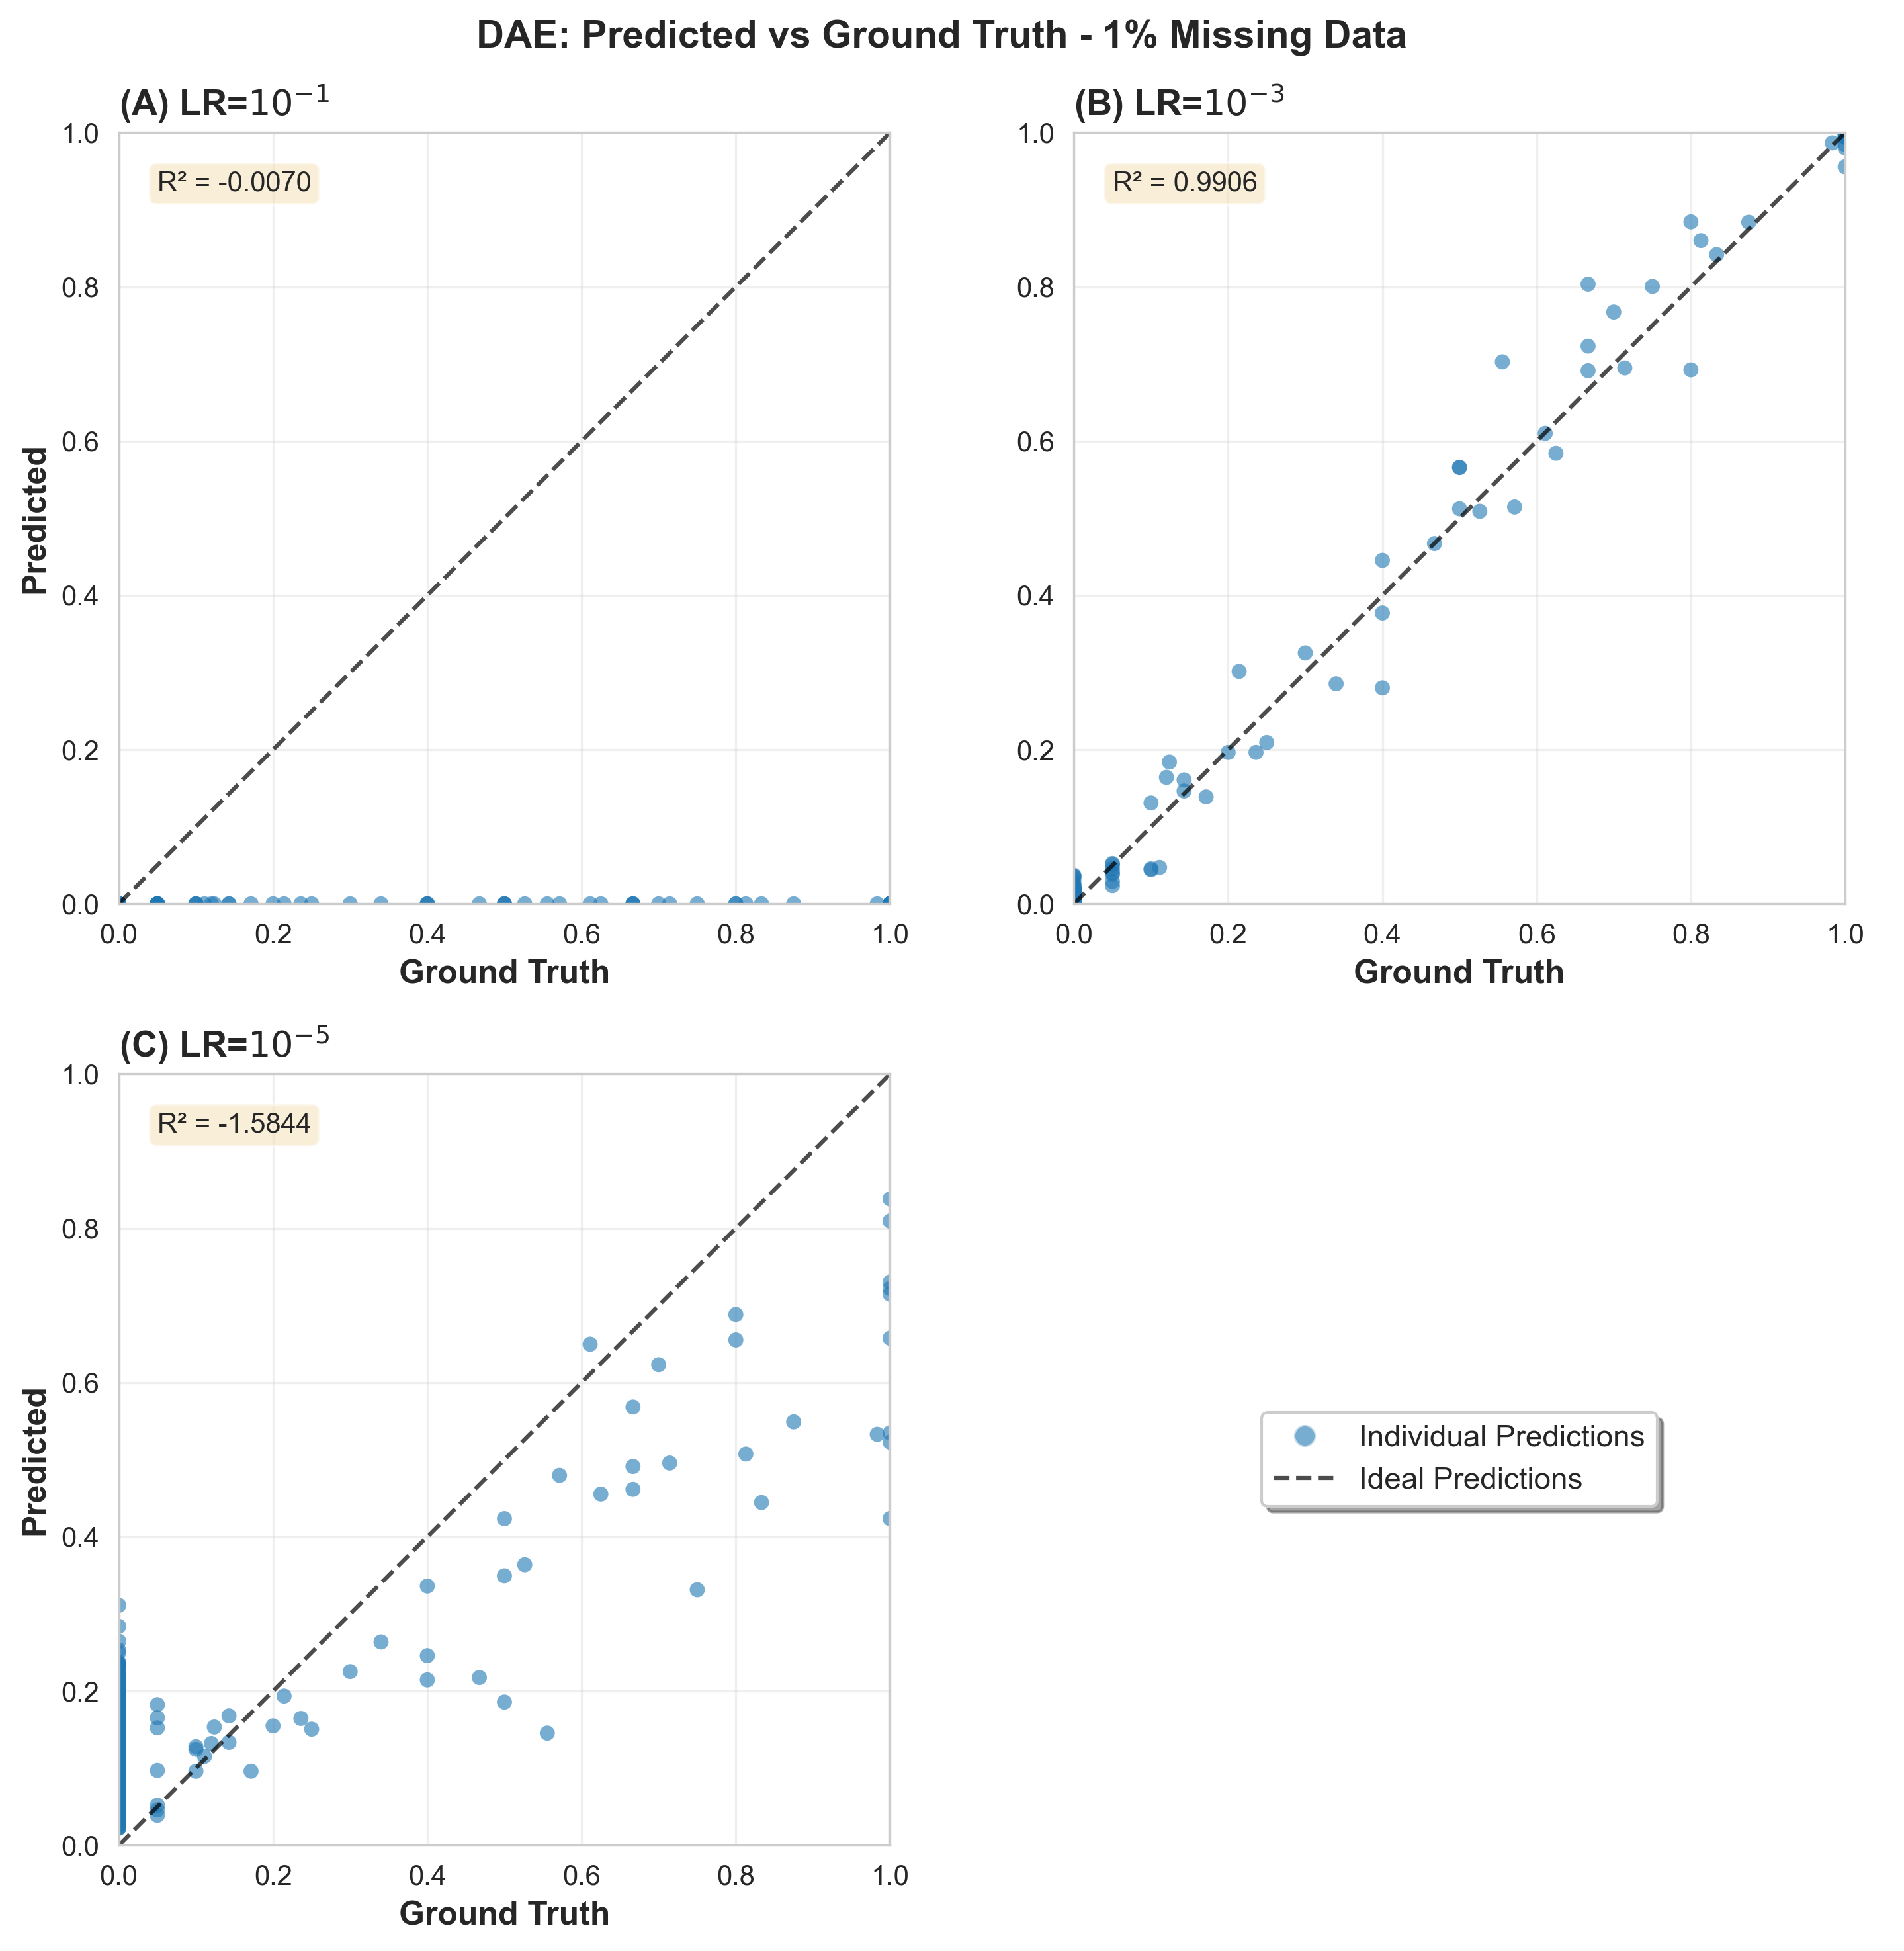 DAE: Predicted vs Ground Truth - 1% Missing Data
(A) LR=10⁻¹
R² = -0.0070
1.0
0.8
0.6
0.4
0.2
0.0
0.0 0.2 0.4 0.6 0.8 1.0
Predicted
Ground Truth
(B) LR=10⁻³
R² = 0.9906
1.0
0.8
0.6
0.4
0.2
0.0
0.0 0.2 0.4 0.6 0.8 1.0
Ground Truth
(C) LR=10⁻⁵
R² = -1.5844
1.0
0.8
0.6
0.4
0.2
0.0
0.0 0.2 0.4 0.6 0.8 1.0
Predicted
Ground Truth
Individual Predictions
Ideal Predictions